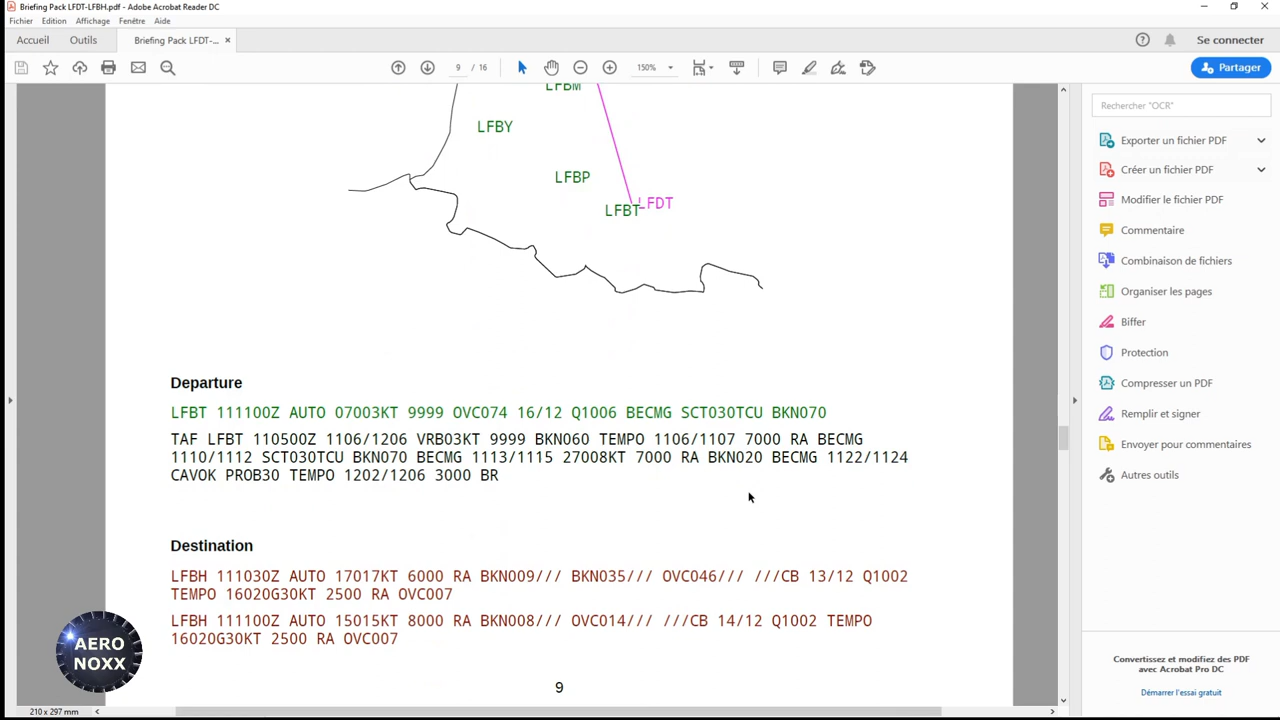 Briefing Pack LFDT-LFBH.pdf - Adobe Acrobat Reader DC
Fichier Edition Affichage Fenêtre Aide
Accueil Outils Briefing Pack LFDT-... × Se connecter
9 / 16 150% Partager
LFBM
LFBY
LFBP
LFBT LFDT
Departure
LFBT 111100Z AUTO 07003KT 9999 OVC074 16/12 Q1006 BECMG SCT030TCU BKN070
TAF LFBT 110500Z 1106/1206 VRB03KT 9999 BKN060 TEMPO 1106/1107 7000 RA BECMG
1110/1112 SCT030TCU BKN070 BECMG 1113/1115 27008KT 7000 RA BKN020 BECMG 1122/1124
CAVOK PROB30 TEMPO 1202/1206 3000 BR
Destination
LFBH 111030Z AUTO 17017KT 6000 RA BKN009/// BKN035/// OVC046/// ///CB 13/12 Q1002
TEMPO 16020G30KT 2500 RA OVC007
LFBH 111100Z AUTO 15015KT 8000 RA BKN008/// OVC014/// ///CB 14/12 Q1002 TEMPO
16020G30KT 2500 RA OVC007
9
AERO
NOXX
210 x 297 mm
Rechercher "OCR"
Exporter un fichier PDF
Créer un fichier PDF
Modifier le fichier PDF
Commentaire
Combinaison de fichiers
Organiser les pages
Biffer
Protection
Compresser un PDF
Remplir et signer
Envoyer pour commentaires
Autres outils
Convertissez et modifiez des PDF
avec Acrobat Pro DC
Démarrer l'essai gratuit